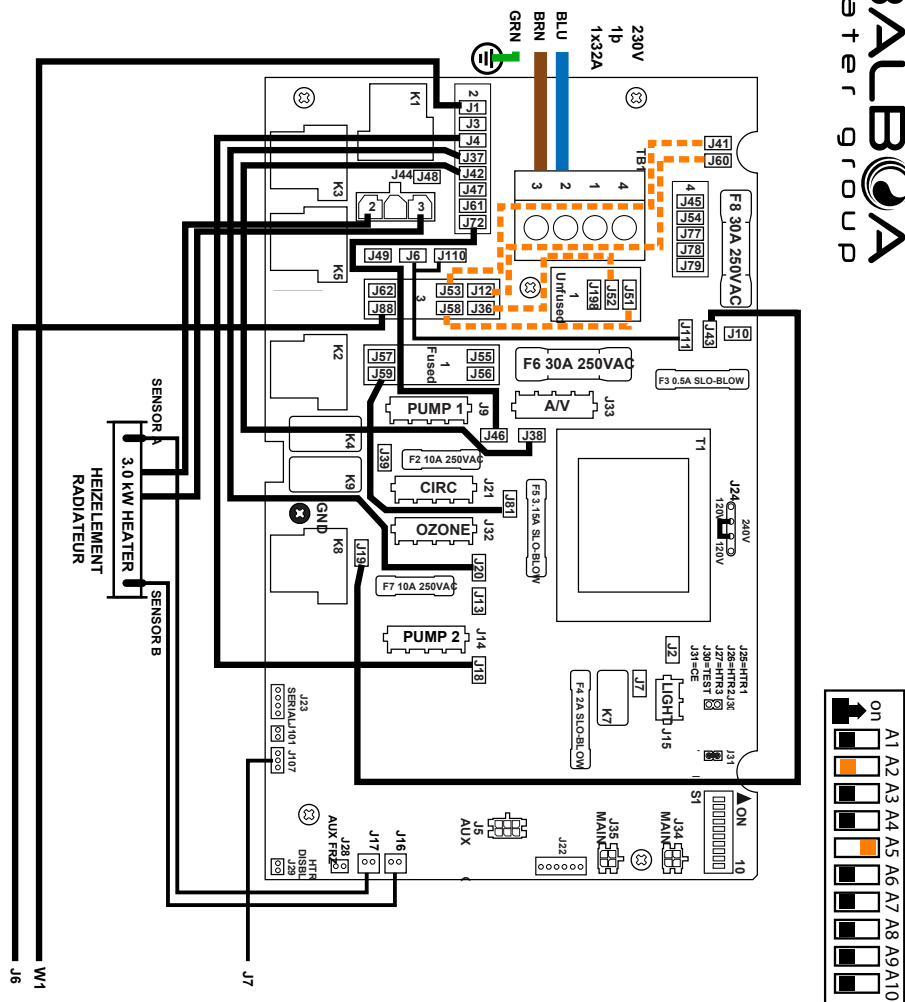 BALBOA
water group
230V
1p
1x32A
BLU
BRN
GRN
TB1
3 2 1 4
J41
J60
4
J45
J54
J77
J78
J79
F8 30A 250VAC
J10
J43
J111
F3 0.5A SLO-BLOW
2
J1
J3
J4
J37
J42
J47
J61
J72
K1
K3
K5
K2
K4
K9
K8
J44
J48
2 3
J49
J6
J110
3
J62
J88
J53
J12
J58
J36
1
Unfused
J198
J52
J51
1
Fused
J57
J59
J55
J56
F6 30A 250VAC
PUMP 1
J9
A/V
J33
J46
J38
J39
F2 10A 250VAC
CIRC
J21
OZONE
J32
J81
F5 3.15A SLO-BLOW
T1
J24
240V
120V
120V
GND
J19
F7 10A 250VAC
J20
J13
PUMP 2
J14
J18
J2
J7
K7
LIGHT
J15
F4 2A SLO-BLOW
J25=HTR1
J26=HTR2
J27=HTR3
J30=TEST
J31=CE
J30
J31
S1
ON
10
J23
SERIAL
J101
J107
J28
AUX FRZ
HTR
DISBL
J29
J17
J16
J5
AUX
J22
J35
MAIN
J34
MAIN
SENSOR A
3.0 kW HEATER
HEIZELEMENT
RADIATEUR
SENSOR B
J6
W1
J7
on
A1
A2
A3
A4
A5
A6
A7
A8
A9
A10